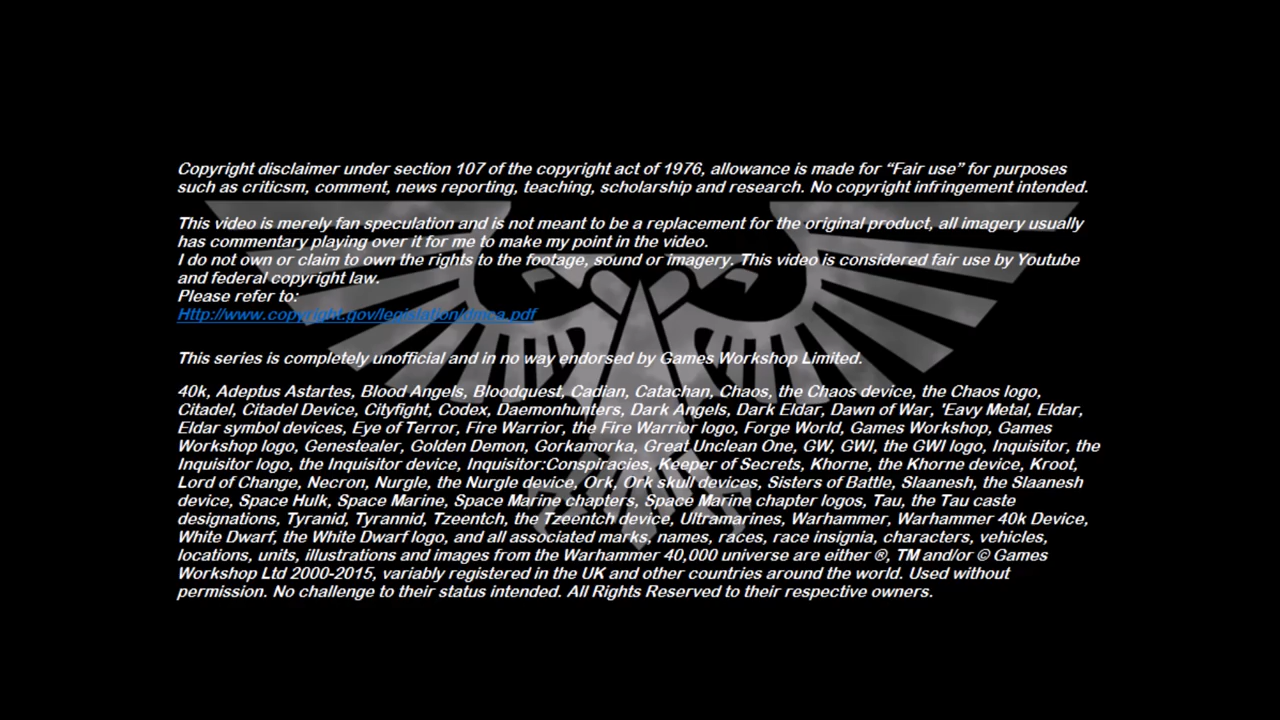 Copyright disclaimer under section 107 of the copyright act of 1976, allowance is made for “Fair use” for purposes
such as criticsm, comment, news reporting, teaching, scholarship and research. No copyright infringement intended.
This video is merely fan speculation and is not meant to be a replacement for the original product, all imagery usually
has commentary playing over it for me to make my point in the video.
I do not own or claim to own the rights to the footage, sound or imagery. This video is considered fair use by Youtube
and federal copyright law.
Please refer to:
Http://www.copyright.gov/legislation/dmca.pdf
This series is completely unofficial and in no way endorsed by Games Workshop Limited.
40k, Adeptus Astartes, Blood Angels, Bloodquest, Cadian, Catachan, Chaos, the Chaos device, the Chaos logo,
Citadel, Citadel Device, Cityfight, Codex, Daemonhunters, Dark Angels, Dark Eldar, Dawn of War, 'Eavy Metal, Eldar,
Eldar symbol devices, Eye of Terror, Fire Warrior, the Fire Warrior logo, Forge World, Games Workshop, Games
Workshop logo, Genestealer, Golden Demon, Gorkamorka, Great Unclean One, GW, GWI, the GWI logo, Inquisitor, the
Inquisitor logo, the Inquisitor device, Inquisitor:Conspiracies, Keeper of Secrets, Khorne, the Khorne device, Kroot,
Lord of Change, Necron, Nurgle, the Nurgle device, Ork, Ork skull devices, Sisters of Battle, Slaanesh, the Slaanesh
device, Space Hulk, Space Marine, Space Marine chapters, Space Marine chapter logos, Tau, the Tau caste
designations, Tyranid, Tyrannid, Tzeentch, the Tzeentch device, Ultramarines, Warhammer, Warhammer 40k Device,
White Dwarf, the White Dwarf logo, and all associated marks, names, races, race insignia, characters, vehicles,
locations, units, illustrations and images from the Warhammer 40,000 universe are either ®, TM and/or © Games
Workshop Ltd 2000-2015, variably registered in the UK and other countries around the world. Used without
permission. No challenge to their status intended. All Rights Reserved to their respective owners.